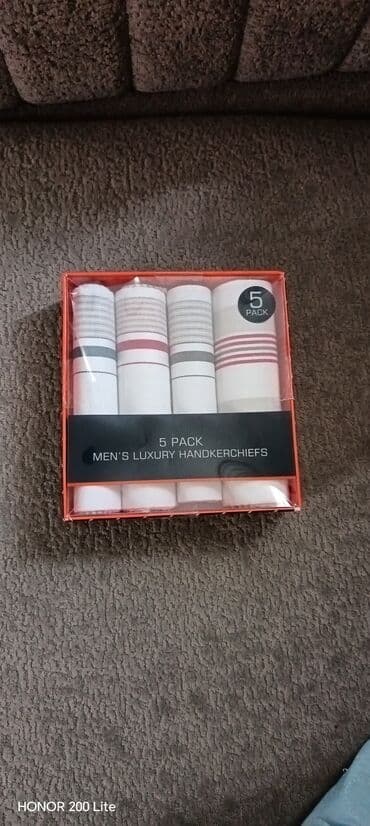 5
PACK
5 PACK
MEN'S LUXURY HANDKERCHIEFS
HONOR 200 Lite